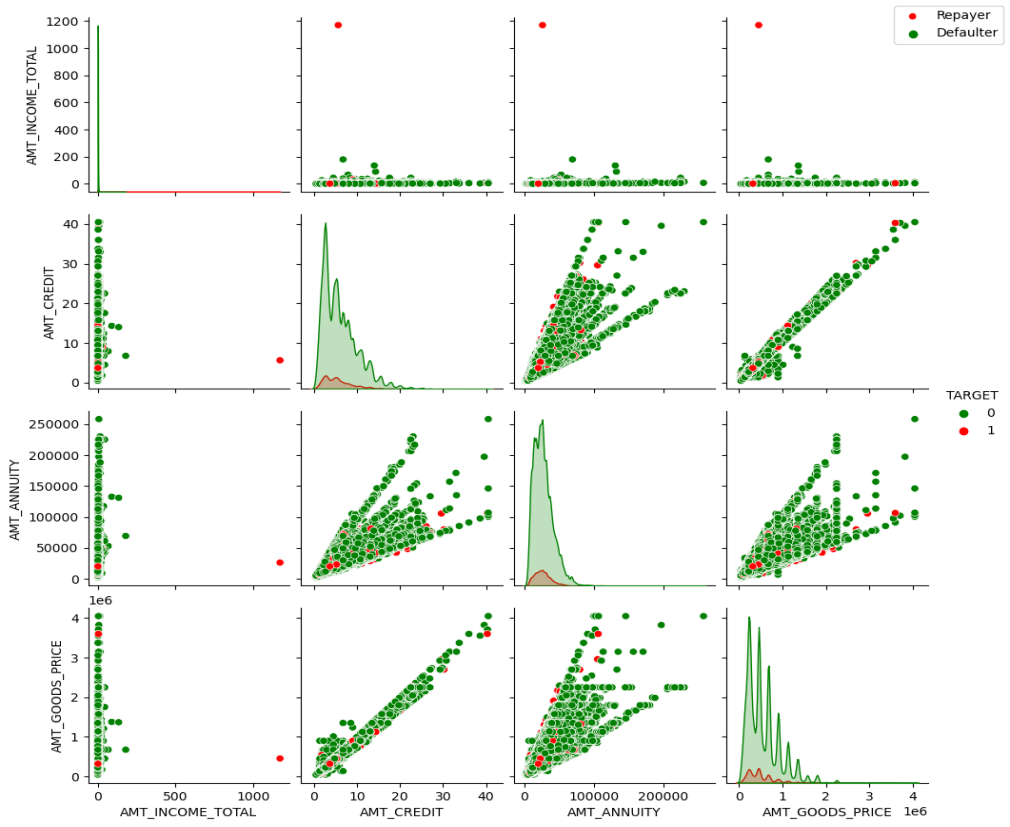 Repayer
Defaulter
1200
1000
800
600
400
200
0
AMT_INCOME_TOTAL
40
30
20
10
0
AMT_CREDIT
TARGET
0
1
250000
200000
150000
100000
50000
0
AMT_ANNUITY
1e6
4
3
2
1
0
AMT_GOODS_PRICE
0 500 1000
0 10 20 30 40
0 100000 200000
0 1 2 3 4
1e6
AMT_INCOME_TOTAL
AMT_CREDIT
AMT_ANNUITY
AMT_GOODS_PRICE